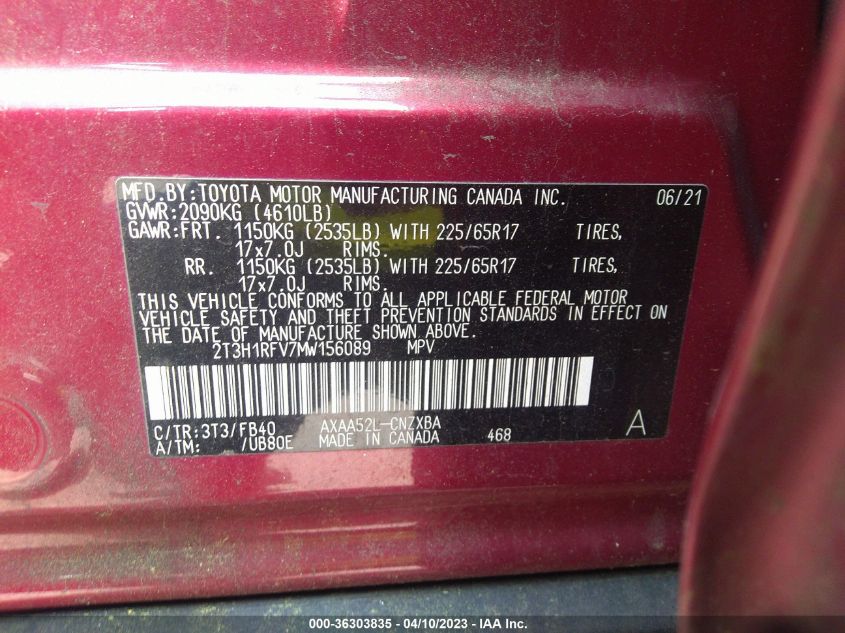 MFD.BY:TOYOTA MOTOR MANUFACTURING CANADA INC. 06/21
GVWR:2090KG (4610LB)
GAWR:FRT. 1150KG (2535LB) WITH 225/65R17 TIRES,
17x7.0J RIMS.
RR. 1150KG (2535LB) WITH 225/65R17 TIRES,
17x7.0J RIMS.
THIS VEHICLE CONFORMS TO ALL APPLICABLE FEDERAL MOTOR
VEHICLE SAFETY AND THEFT PREVENTION STANDARDS IN EFFECT ON
THE DATE OF MANUFACTURE SHOWN ABOVE.
2T3H1RFV7MW156089 MPV
C/TR:3T3/FB40 AXAA52L-CNZXBA
A/TM: /UB80E MADE IN CANADA 468 A
000-36303835 - 04/10/2023 - IAA Inc.